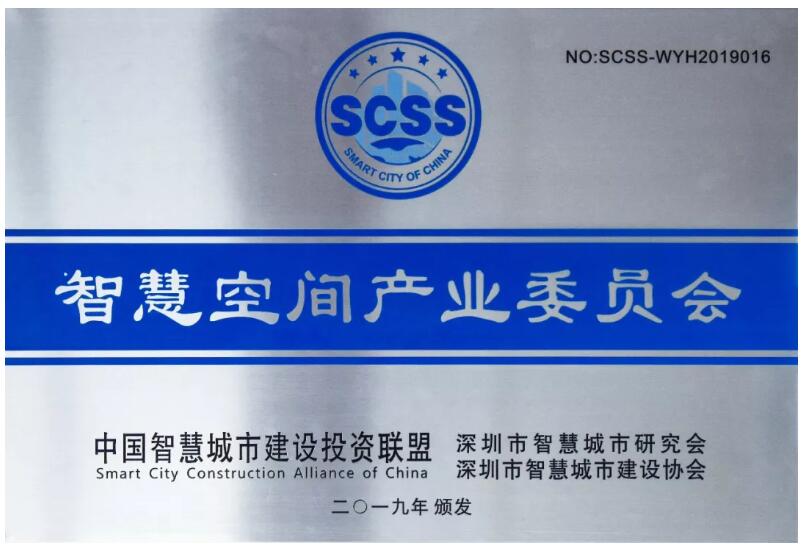 NO:SCSS-WYH2019016
SCSS
SMART CITY OF CHINA
智慧空间产业委员会
中国智慧城市建设投资联盟
Smart City Construction Alliance of China
深圳市智慧城市研究会
深圳市智慧城市建设协会
二〇一九年 颁发